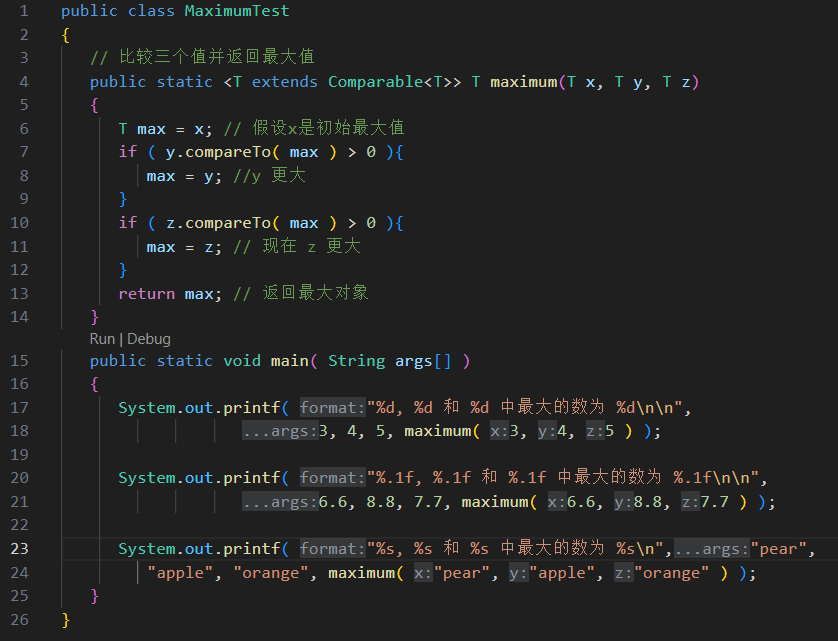 1 public class MaximumTest
2 {
3 // 比较三个值并返回最大值
4 public static <T extends Comparable<T>> T maximum(T x, T y, T z)
5 {
6 T max = x; // 假设x是初始最大值
7 if ( y.compareTo( max ) > 0 ){
8 max = y; //y 更大
9 }
10 if ( z.compareTo( max ) > 0 ){
11 max = z; // 现在 z 更大
12 }
13 return max; // 返回最大对象
14 }
Run | Debug
15 public static void main( String args[] )
16 {
17 System.out.printf( format:"%d, %d 和 %d 中最大的数为 %d\n\n",
18 ...args:3, 4, 5, maximum( x:3, y:4, z:5 ) );
19
20 System.out.printf( format:"%.1f, %.1f 和 %.1f 中最大的数为 %.1f\n\n",
21 ...args:6.6, 8.8, 7.7, maximum( x:6.6, y:8.8, z:7.7 ) );
22
23 System.out.printf( format:"%s, %s 和 %s 中最大的数为 %s\n",...args:"pear",
24 "apple", "orange", maximum( x:"pear", y:"apple", z:"orange" ) );
25 }
26 }